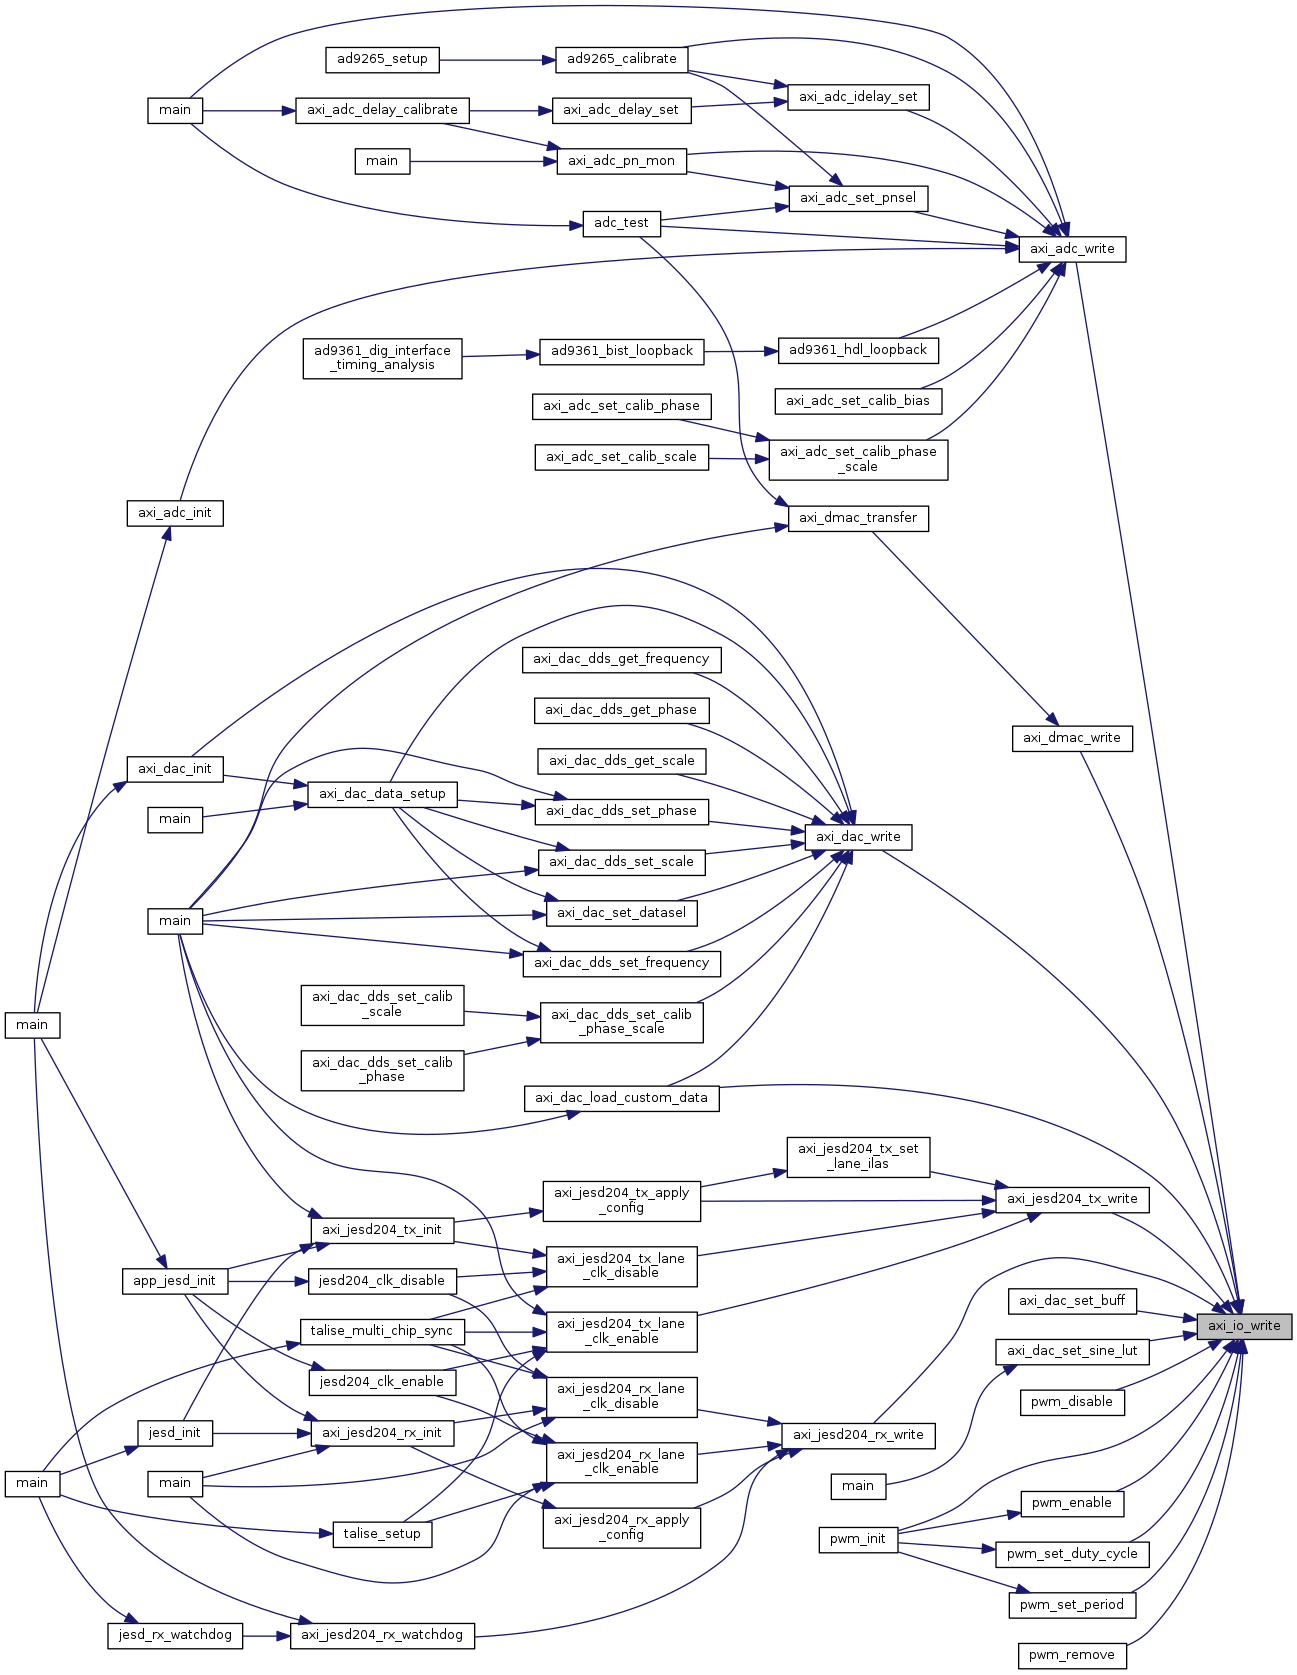 ad9265_setup
ad9265_calibrate
axi_adc_idelay_set
main
axi_adc_delay_calibrate
axi_adc_delay_set
main
axi_adc_pn_mon
axi_adc_set_pnsel
adc_test
axi_adc_write
ad9361_dig_interface
_timing_analysis
ad9361_bist_loopback
ad9361_hdl_loopback
axi_adc_set_calib_bias
axi_adc_set_calib_phase
axi_adc_set_calib_scale
axi_adc_set_calib_phase
_scale
axi_adc_init
axi_dmac_transfer
axi_dac_dds_get_frequency
axi_dac_dds_get_phase
axi_dmac_write
axi_dac_dds_get_scale
axi_dac_init
axi_dac_data_setup
axi_dac_dds_set_phase
main
axi_dac_write
axi_dac_dds_set_scale
main
axi_dac_set_datasel
axi_dac_dds_set_frequency
axi_dac_dds_set_calib
_scale
main
axi_dac_dds_set_calib
_phase_scale
axi_dac_dds_set_calib
_phase
axi_dac_load_custom_data
axi_jesd204_tx_set
_lane_ilas
axi_jesd204_tx_apply
_config
axi_jesd204_tx_write
axi_jesd204_tx_init
axi_jesd204_tx_lane
_clk_disable
app_jesd_init
jesd204_clk_disable
axi_dac_set_buff
talise_multi_chip_sync
axi_jesd204_tx_lane
_clk_enable
axi_io_write
axi_dac_set_sine_lut
jesd204_clk_enable
axi_jesd204_rx_lane
_clk_disable
pwm_disable
jesd_init
axi_jesd204_rx_init
axi_jesd204_rx_write
axi_jesd204_rx_lane
_clk_enable
main
main
main
pwm_enable
talise_setup
axi_jesd204_rx_apply
_config
pwm_init
pwm_set_duty_cycle
pwm_set_period
jesd_rx_watchdog
axi_jesd204_rx_watchdog
pwm_remove